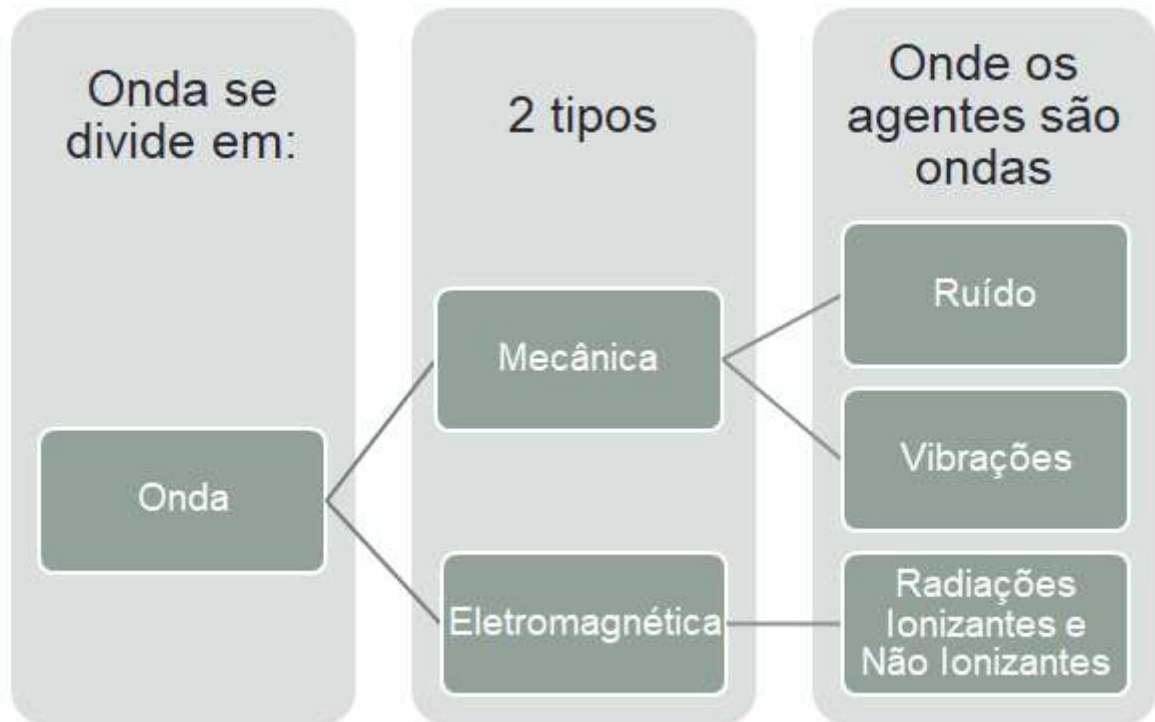 Onda se
divide em:
2 tipos
Onde os
agentes são
ondas
Onda
Mecânica
Eletromagnética
Ruído
Vibrações
Radiações
Ionizantes e
Não Ionizantes